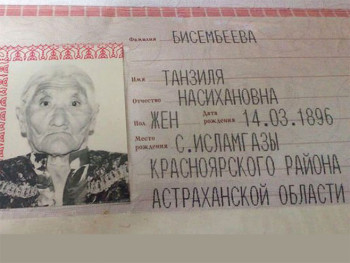 Фамилия БИСЕМБЕЕВА
Имя ТАНЗИЛЯ
Отчество НАСИХАНОВНА
Пол ЖЕН Дата рождения 14.03.1896
Место рождения С.ИСЛАМГАЗЫ
КРАСНОЯРСКОГО РАЙОНА
АСТРАХАНСКОЙ ОБЛАСТИ